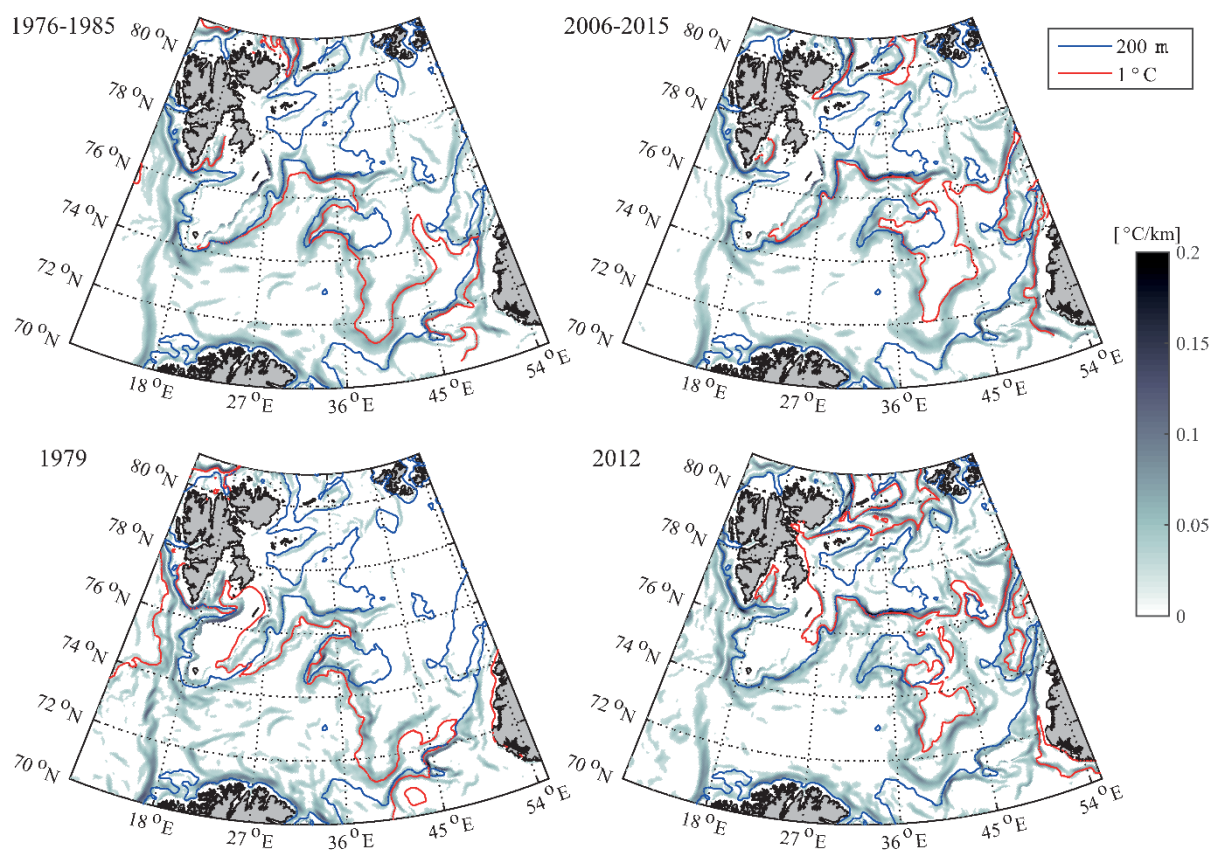 1976-1985
80 °N
78 °N
76 °N
74 °N
72 °N
70 °N
18 °E
27 °E
36 °E
45 °E
54 °E
2006-2015
80 °N
78 °N
76 °N
74 °N
72 °N
70 °N
18 °E
27 °E
36 °E
45 °E
54 °E
200 m
1 °C
[°C/km]
0.2
0.15
0.1
0.05
0
1979
80 °N
78 °N
76 °N
74 °N
72 °N
70 °N
18 °E
27 °E
36 °E
45 °E
54 °E
2012
80 °N
78 °N
76 °N
74 °N
72 °N
70 °N
18 °E
27 °E
36 °E
45 °E
54 °E